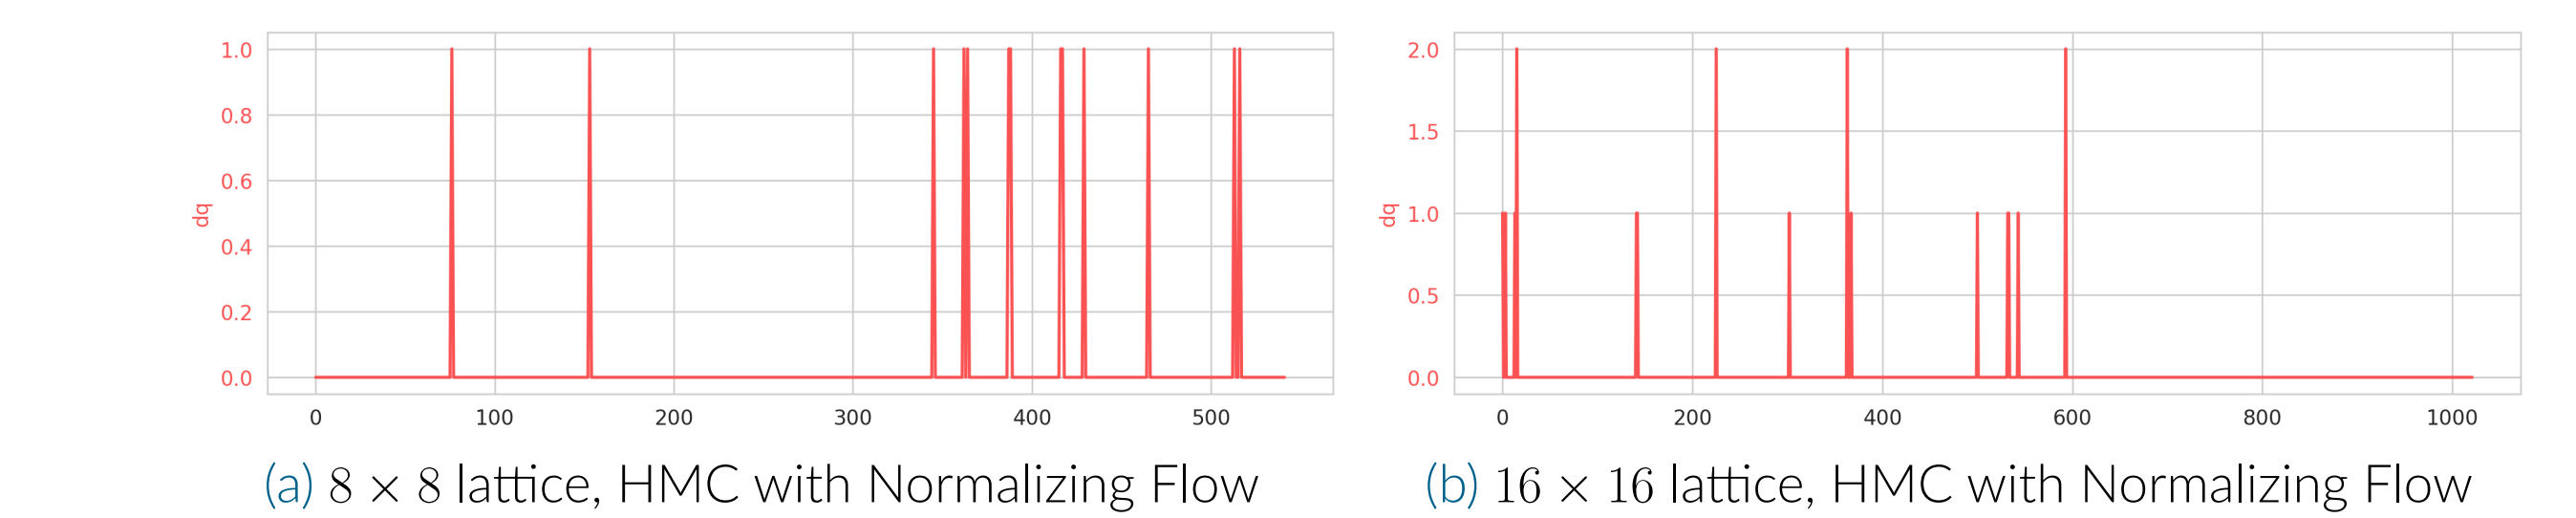 1.0
0.8
0.6
0.4
0.2
0.0
dq
0 100 200 300 400 500
(a) 8 × 8 lattice, HMC with Normalizing Flow
2.0
1.5
1.0
0.5
0.0
dq
0 200 400 600 800 1000
(b) 16 × 16 lattice, HMC with Normalizing Flow